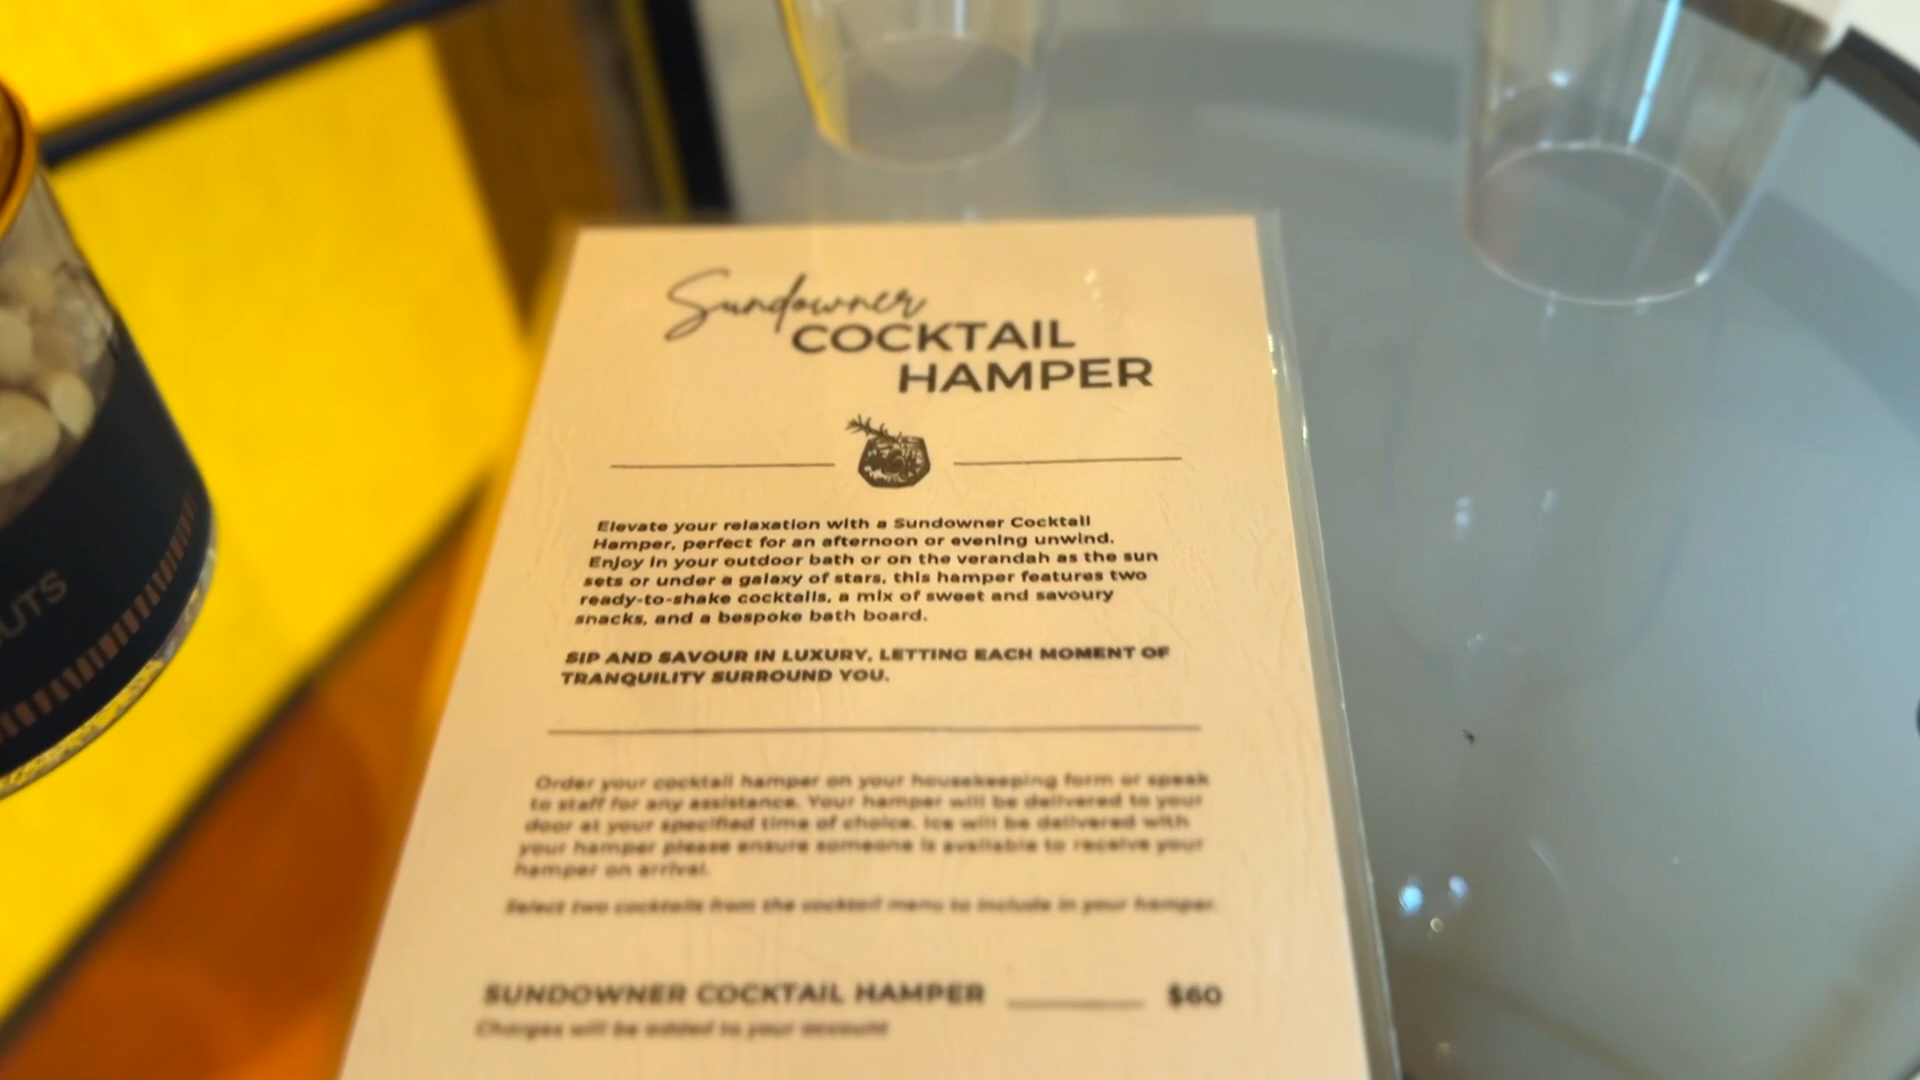 Sundowner
COCKTAIL
HAMPER
Elevate your relaxation with a Sundowner Cocktail
Hamper, perfect for an afternoon or evening unwind.
Enjoy in your outdoor bath or on the verandah as the sun
sets or under a galaxy of stars, this hamper features two
ready-to-shake cocktails, a mix of sweet and savoury
snacks, and a bespoke bath board.
SIP AND SAVOUR IN LUXURY, LETTING EACH MOMENT OF
TRANQUILITY SURROUND YOU.
Order your cocktail hamper on your housekeeping form or speak
to staff for any assistance. Your hamper will be delivered to your
door at your specified time of choice. Ice will be delivered with
your hamper please ensure someone is available to receive your
hamper on arrival.
Select two cocktails from the cocktail menu to include in your hamper.
SUNDOWNER COCKTAIL HAMPER $60
Charges will be added to your account